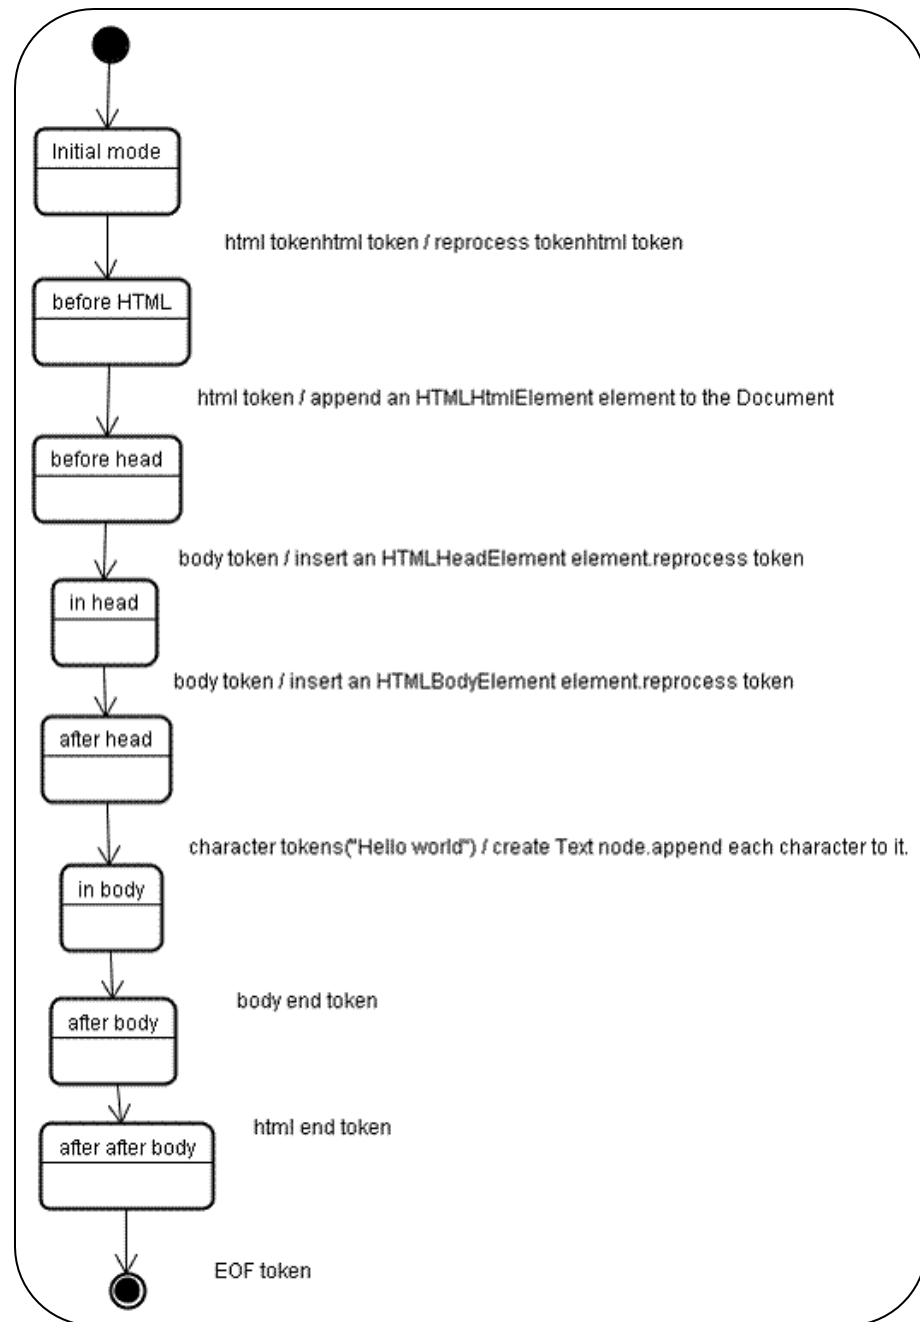 Initial mode
html tokenhtml token / reprocess tokenhtml token
before HTML
html token / append an HTMLHtmlElement element to the Document
before head
body token / insert an HTMLHeadElement element.reprocess token
in head
body token / insert an HTMLBodyElement element.reprocess token
after head
character tokens("Hello world") / create Text node.append each character to it.
in body
body end token
after body
html end token
after after body
EOF token